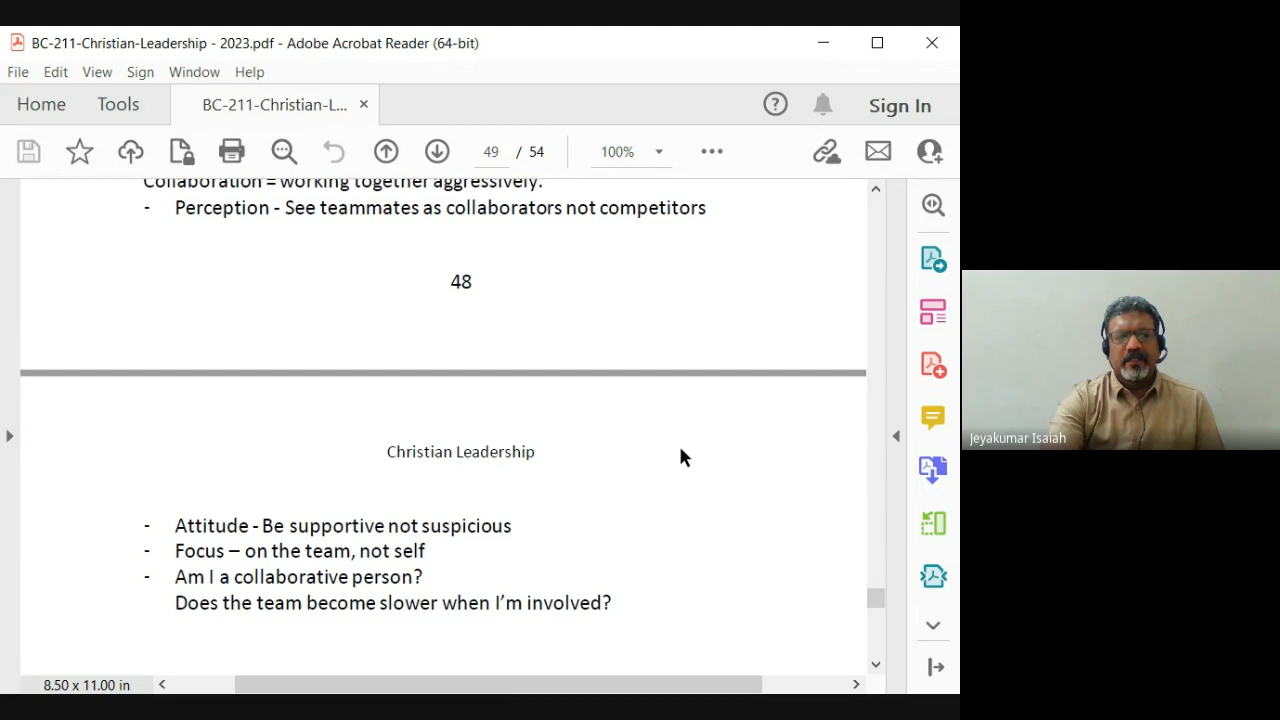 BC-211-Christian-Leadership - 2023.pdf - Adobe Acrobat Reader (64-bit)
File Edit View Sign Window Help
Home Tools BC-211-Christian-L... × Sign In
49 / 54 100%
Collaboration = working together aggressively.
- Perception - See teammates as collaborators not competitors
48
Christian Leadership
- Attitude - Be supportive not suspicious
- Focus – on the team, not self
- Am I a collaborative person?
Does the team become slower when I'm involved?
8.50 x 11.00 in
Jeyakumar Isaiah